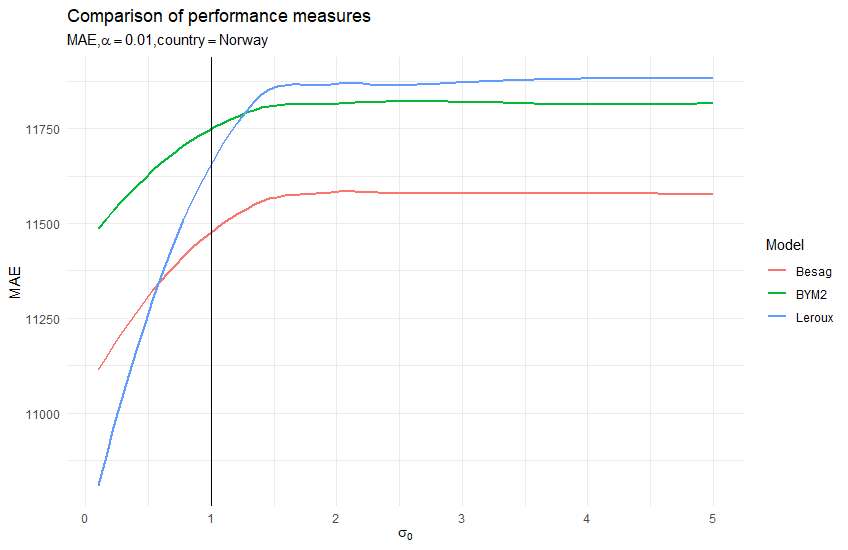 Comparison of performance measures
MAE,α = 0.01,country = Norway
11750
11500
11250
11000
MAE
0 1 2 3 4 5
σ0
Model
Besag
BYM2
Leroux